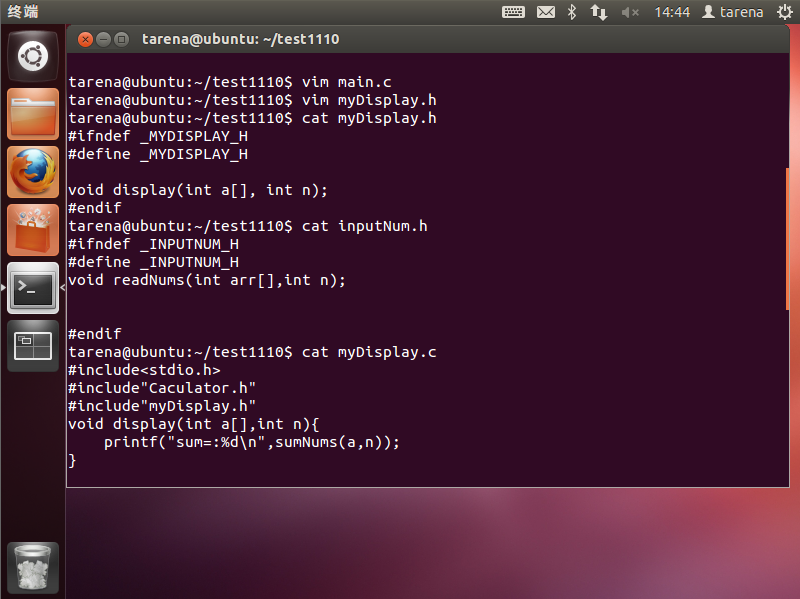 终端
14:44 tarena
tarena@ubuntu: ~/test1110
tarena@ubuntu:~/test1110$ vim main.c
tarena@ubuntu:~/test1110$ vim myDisplay.h
tarena@ubuntu:~/test1110$ cat myDisplay.h
#ifndef _MYDISPLAY_H
#define _MYDISPLAY_H
void display(int a[], int n);
#endif
tarena@ubuntu:~/test1110$ cat inputNum.h
#ifndef _INPUTNUM_H
#define _INPUTNUM_H
void readNums(int arr[],int n);
#endif
tarena@ubuntu:~/test1110$ cat myDisplay.c
#include<stdio.h>
#include"Caculator.h"
#include"myDisplay.h"
void display(int a[],int n){
    printf("sum=:%d\n",sumNums(a,n));
}